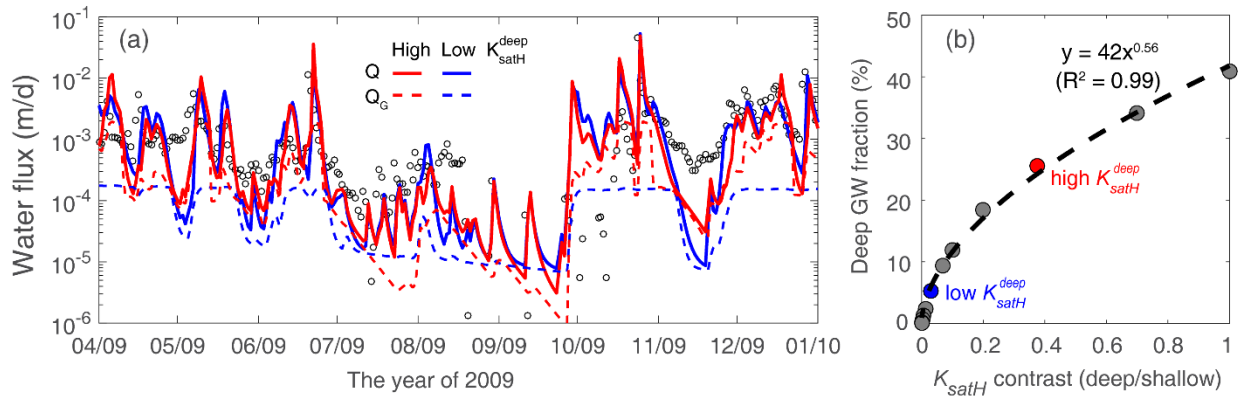 (a)
High Low K_satH^deep
Q
Q_G
Water flux (m/d)
10^-1
10^-2
10^-3
10^-4
10^-5
10^-6
04/09 05/09 06/09 07/09 08/09 09/09 10/09 11/09 12/09 01/10
The year of 2009
(b)
y = 42x^0.56
(R^2 = 0.99)
high K_satH^deep
low K_satH^deep
Deep GW fraction (%)
50
40
30
20
10
0
0 0.2 0.4 0.6 0.8 1
K_satH contrast (deep/shallow)